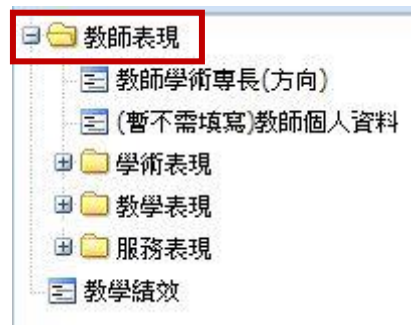 教師表現
教師學術專長(方向)
(暫不需填寫)教師個人資料
學術表現
教學表現
服務表現
教學績效